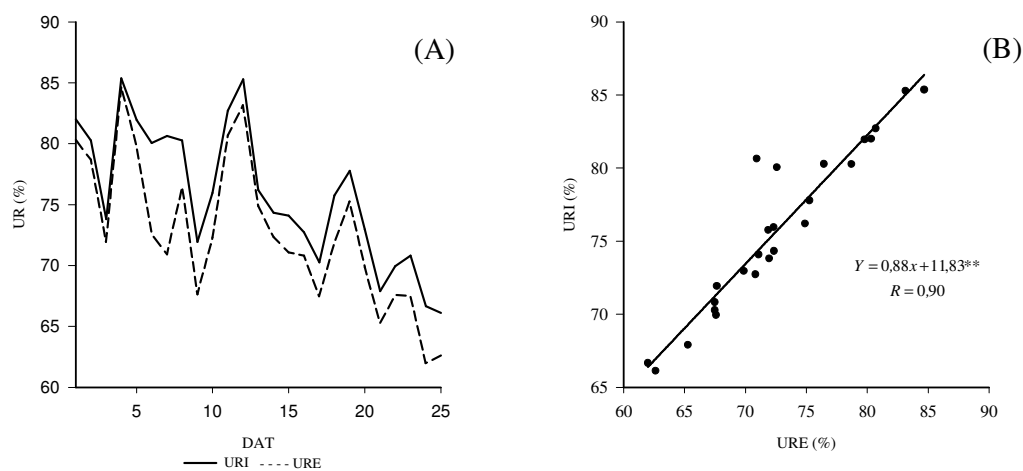 (A)
90
85
80
75
70
65
60
UR (%)
5 10 15 20 25
DAT
URI URE
(B)
90
85
80
75
70
65
URI (%)
Y = 0,88x+11,83**
R = 0,90
60 65 70 75 80 85 90
URE (%)